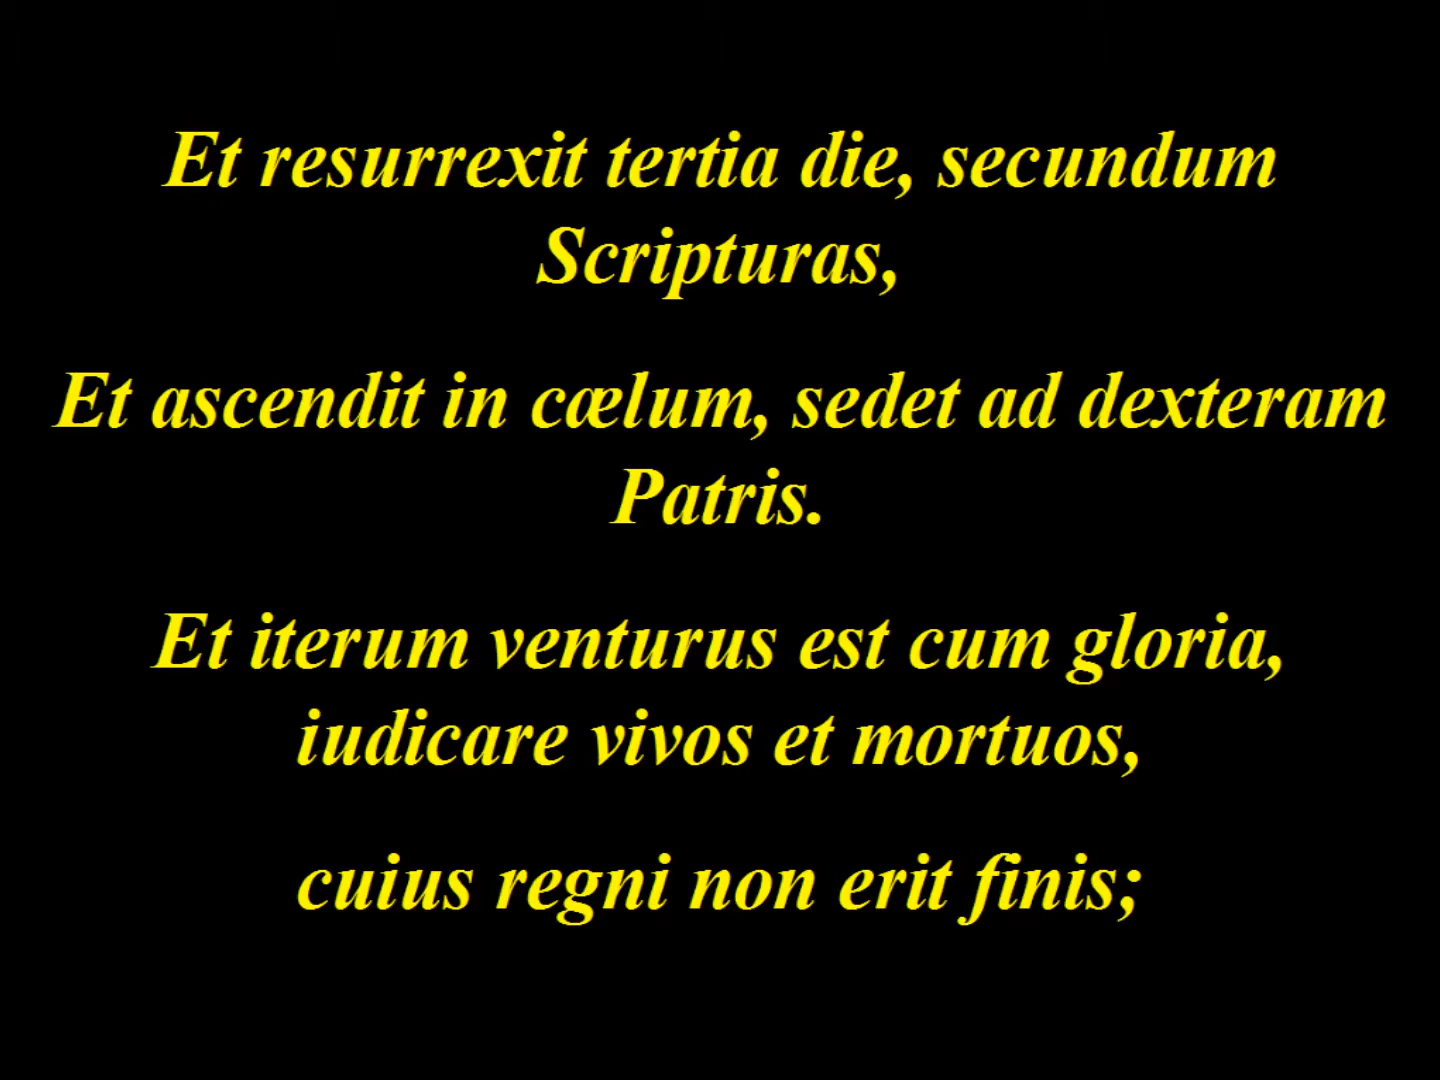 Et resurrexit tertia die, secundum
Scripturas,
Et ascendit in cælum, sedet ad dexteram
Patris.
Et iterum venturus est cum gloria,
iudicare vivos et mortuos,
cuius regni non erit finis;